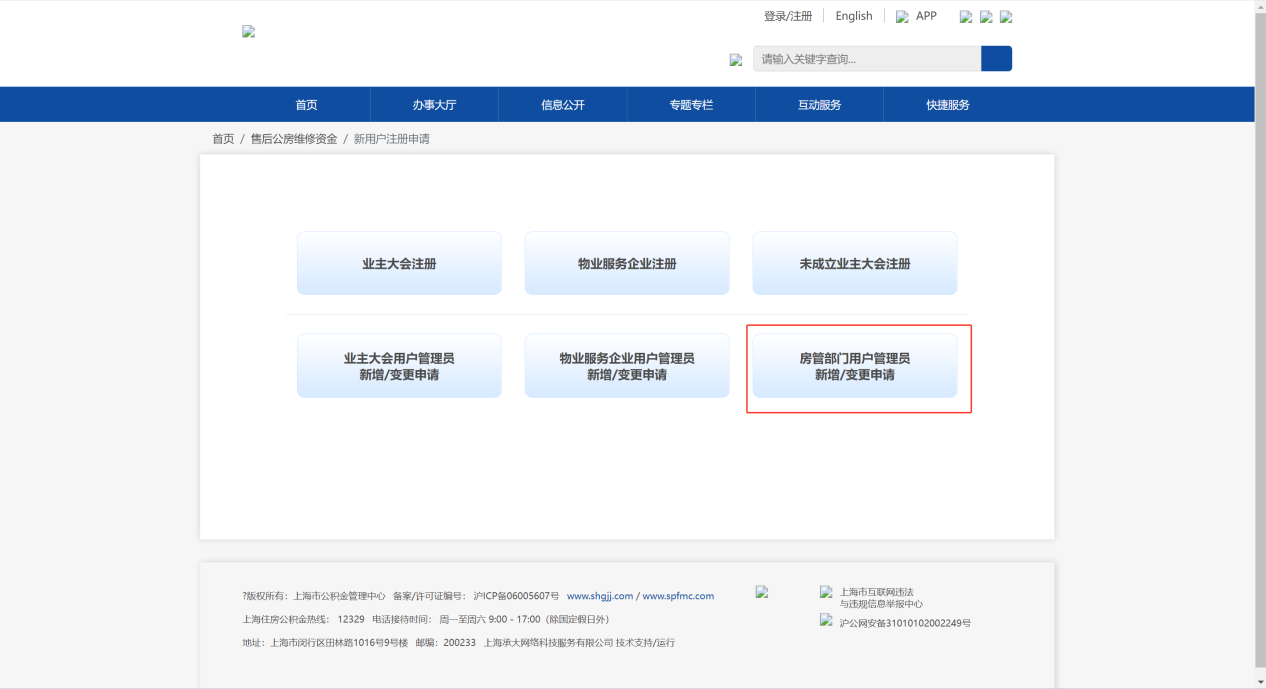 登录/注册 English APP
请输入关键字查询...
首页 办事大厅 信息公开 专题专栏 互动服务 快捷服务
首页 / 售后公房维修资金 / 新用户注册申请
业主大会注册 物业服务企业注册 未成立业主大会注册
业主大会用户管理员
新增/变更申请
物业服务企业用户管理员
新增/变更申请
房管部门用户管理员
新增/变更申请
?版权所有：上海市公积金管理中心 备案/许可证编号： 沪ICP备06005607号 www.shgjj.com / www.spfmc.com
上海住房公积金热线： 12329 电话接待时间： 周一至周六 9:00 - 17:00（除国定假日外）
地址：上海市闵行区田林路1016号9号楼 邮编：200233 上海承大网络科技服务有限公司 技术支持/运行
上海市互联网违法
与违规信息举报中心
沪公网安备31010102002249号